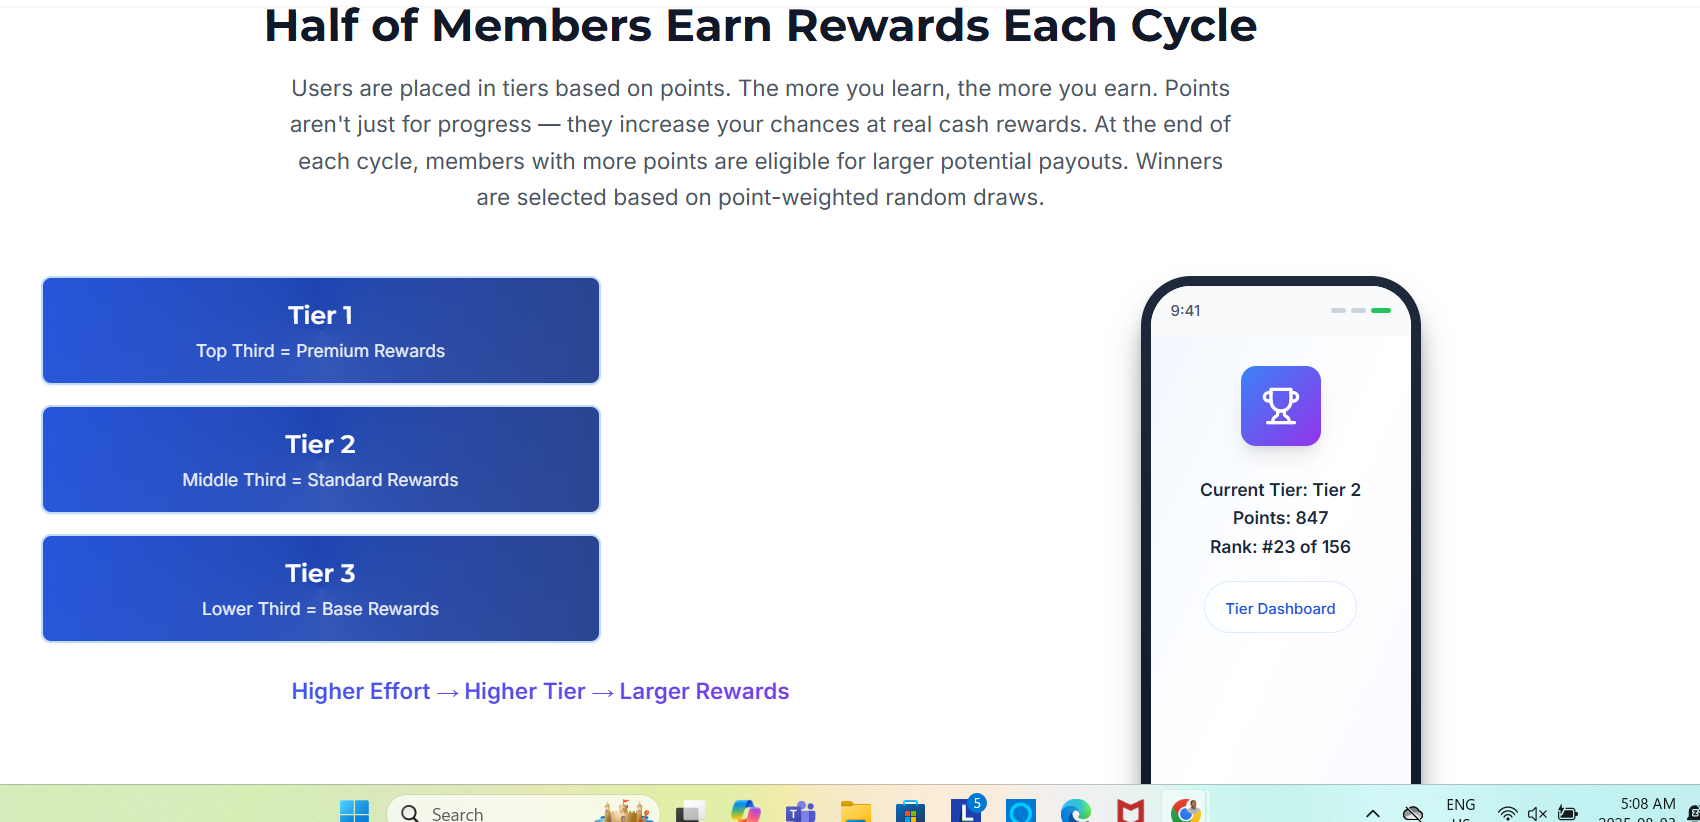 Half of Members Earn Rewards Each Cycle
Users are placed in tiers based on points. The more you learn, the more you earn. Points
aren't just for progress — they increase your chances at real cash rewards. At the end of
each cycle, members with more points are eligible for larger potential payouts. Winners
are selected based on point-weighted random draws.
Tier 1
Top Third = Premium Rewards
Tier 2
Middle Third = Standard Rewards
Tier 3
Lower Third = Base Rewards
Higher Effort → Higher Tier → Larger Rewards
9:41
Current Tier: Tier 2
Points: 847
Rank: #23 of 156
Tier Dashboard
Search
5
ENG
5:08 AM